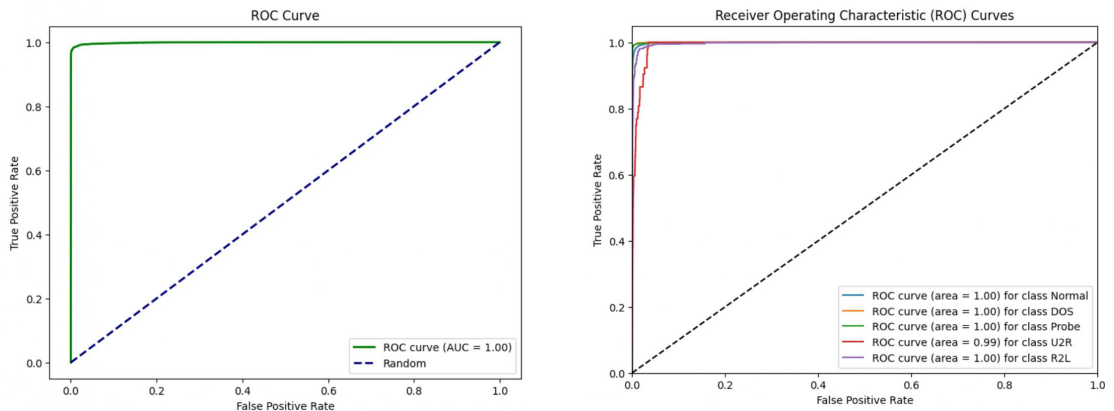 ROC Curve
1.0
0.8
0.6
0.4
0.2
0.0
True Positive Rate
0.0
0.2
0.4
0.6
0.8
1.0
False Positive Rate
ROC curve (AUC = 1.00)
Random
Receiver Operating Characteristic (ROC) Curves
1.0
0.8
0.6
0.4
0.2
0.0
True Positive Rate
0.0
0.2
0.4
0.6
0.8
1.0
False Positive Rate
ROC curve (area = 1.00) for class Normal
ROC curve (area = 1.00) for class DOS
ROC curve (area = 1.00) for class Probe
ROC curve (area = 0.99) for class U2R
ROC curve (area = 1.00) for class R2L